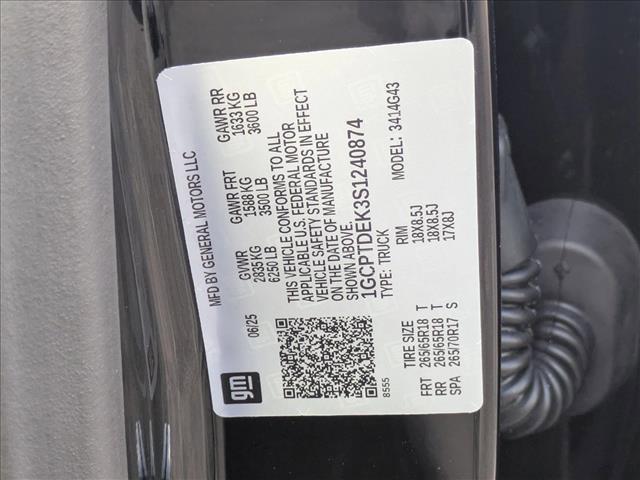 MFD BY GENERAL MOTORS LLC
06/25
GVWR GAWR FRT GAWR RR
2835 KG 1588 KG 1633 KG
6250 LB 3500 LB 3600 LB
THIS VEHICLE CONFORMS TO ALL
APPLICABLE U.S. FEDERAL MOTOR
VEHICLE SAFETY STANDARDS IN EFFECT
ON THE DATE OF MANUFACTURE
SHOWN ABOVE.
1GCPTDEK3S1240874
TYPE: TRUCK MODEL: 3414G43
8555
TIRE SIZE RIM
FRT 265/65R18 T 18X8.5J
RR 265/65R18 T 18X8.5J
SPA 265/70R17 S 17X8J
gm